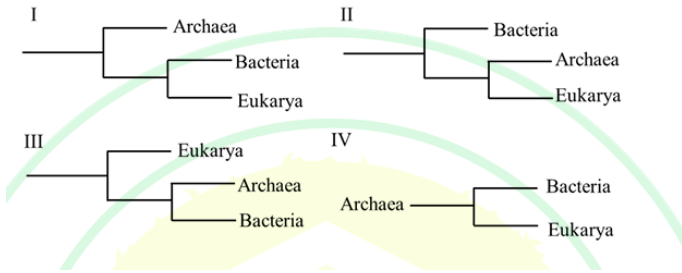 I
Archaea
Bacteria
Eukarya
II
Bacteria
Archaea
Eukarya
III
Eukarya
Archaea
Bacteria
IV
Archaea
Bacteria
Eukarya